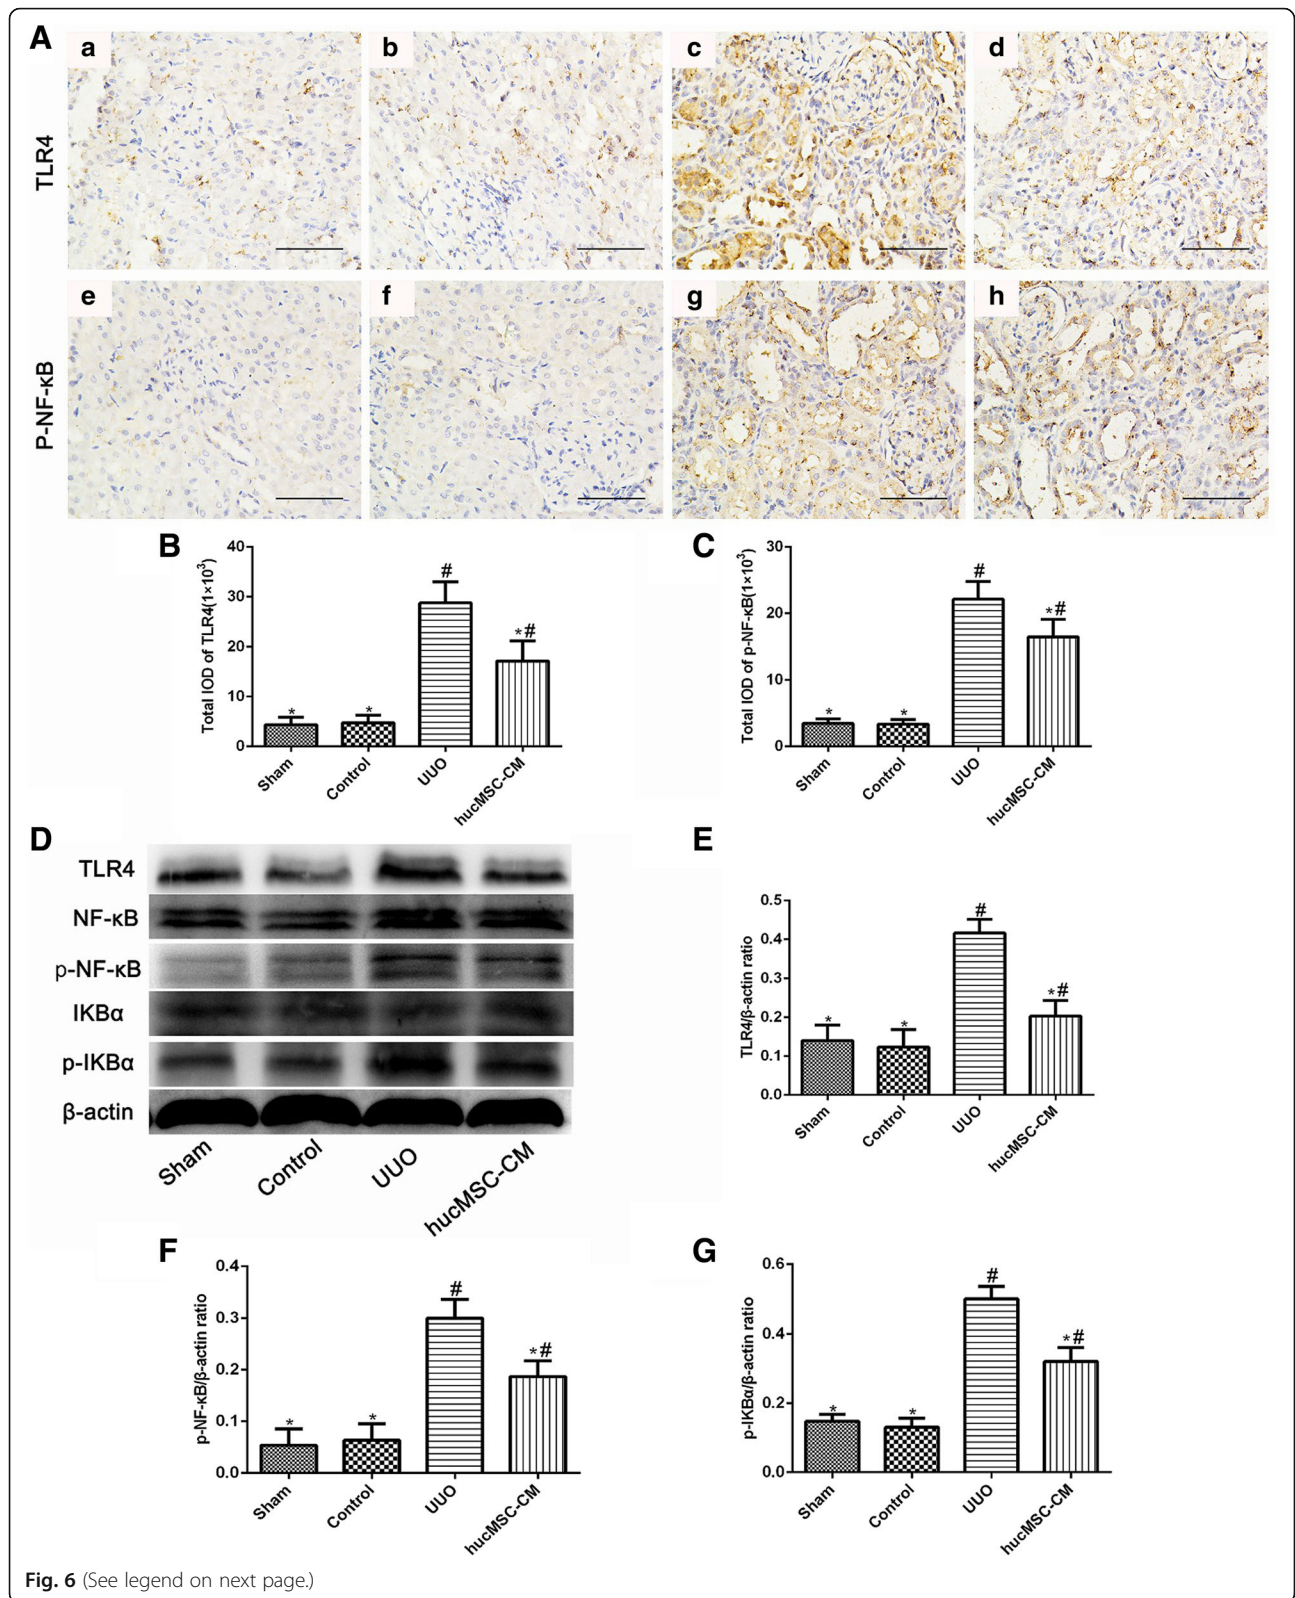 A
a
b
c
d
TLR4
e
f
g
h
P-NF-κB
B
Total IOD of TLR4(1×10³)
40
30
20
10
0
*
*
#
*#
Sham
Control
UUO
hucMSC-CM
C
Total IOD of p-NF-κB(1×10³)
30
20
10
0
*
*
#
*#
Sham
Control
UUO
hucMSC-CM
D
TLR4
NF-κB
p-NF-κB
IKBα
p-IKBα
β-actin
Sham
Control
UUO
hucMSC-CM
E
TLR4/β-actin ratio
0.5
0.4
0.3
0.2
0.1
0.0
*
*
#
*#
Sham
Control
UUO
hucMSC-CM
F
p-NF-κB/β-actin ratio
0.4
0.3
0.2
0.1
0.0
*
*
#
*#
Sham
Control
UUO
hucMSC-CM
G
p-IKBα/β-actin ratio
0.6
0.4
0.2
0.0
*
*
#
*#
Sham
Control
UUO
hucMSC-CM
Fig. 6 (See legend on next page.)